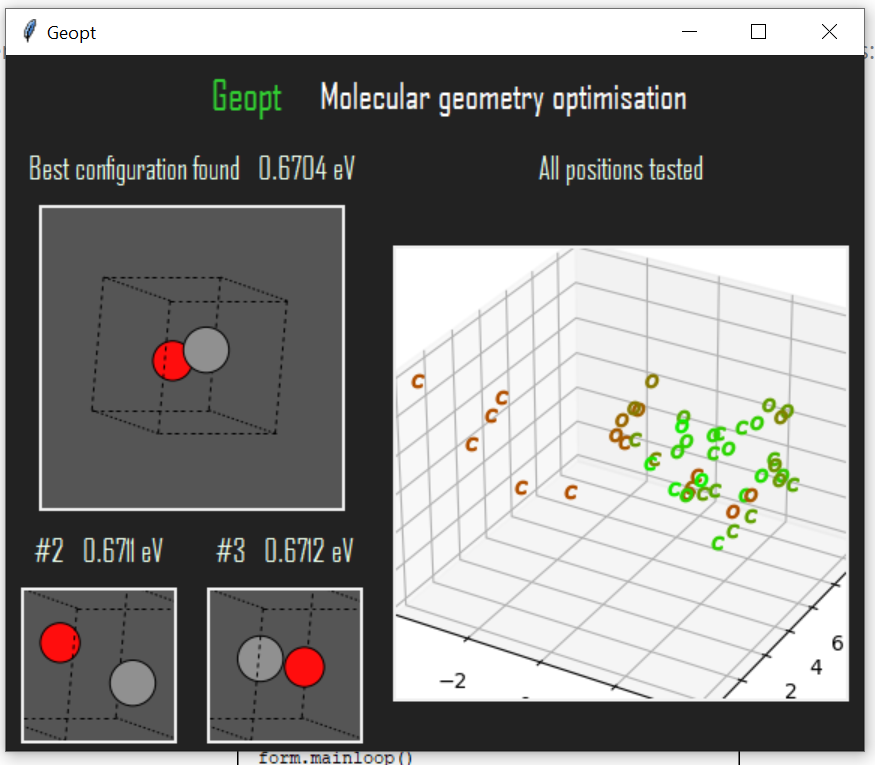 Geopt
Geopt Molecular geometry optimisation
Best configuration found 0.6704 eV
All positions tested
#2 0.6711 eV
#3 0.6712 eV
−2
6
4
2
form.mainloop()